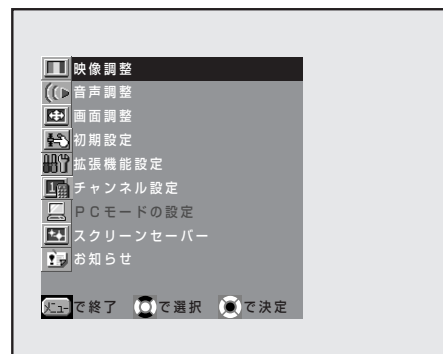 映像調整
音声調整
画面調整
初期設定
拡張機能設定
チャンネル設定
PCモードの設定
スクリーンセーバー
お知らせ
メニューで終了 で選択 で決定